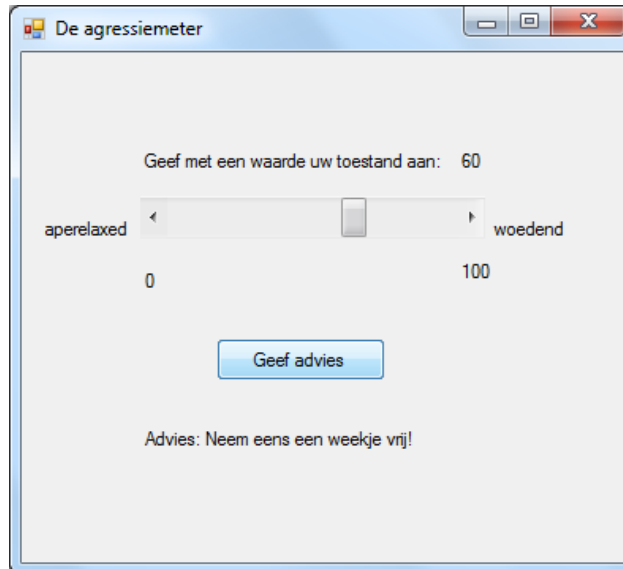 De agressiemeter
Geef met een waarde uw toestand aan: 60
aperelaxed woedend
0 100
Geef advies
Advies: Neem eens een weekje vrij!